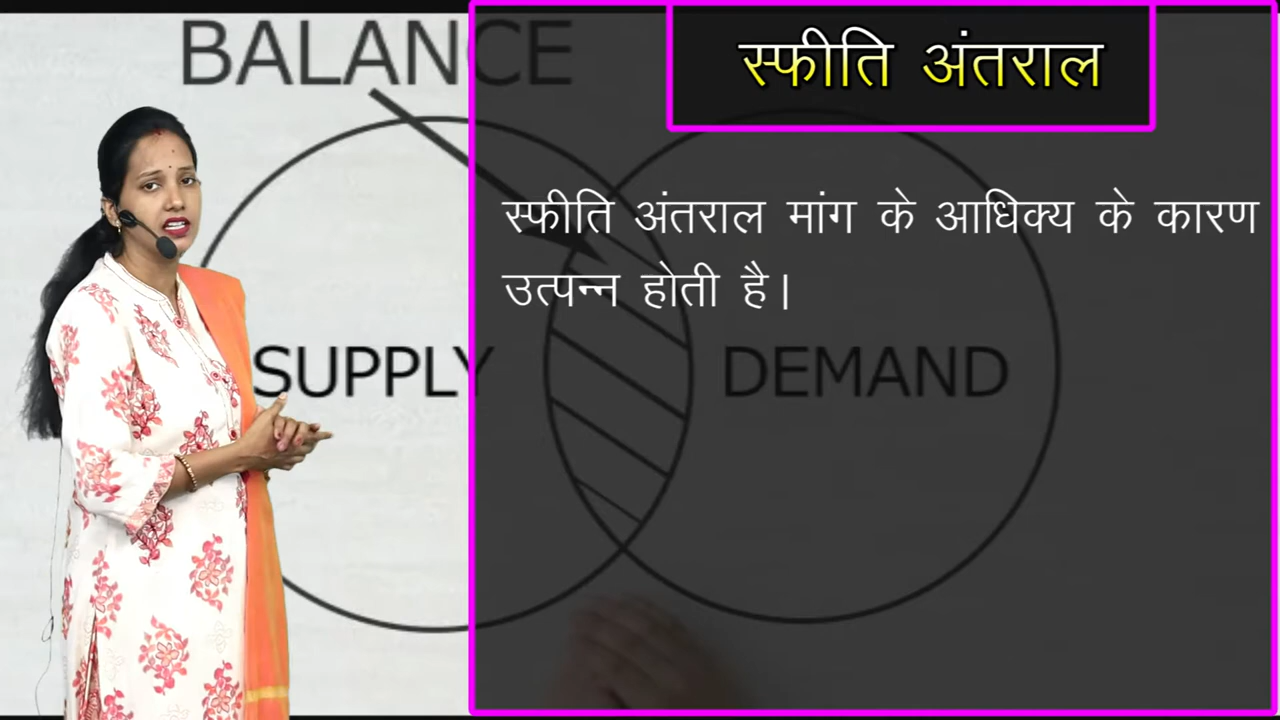 BALANCE
स्फीति अंतराल
स्फीति अंतराल मांग के आधिक्य के कारण
उत्पन्न होती है।
SUPPLY
DEMAND